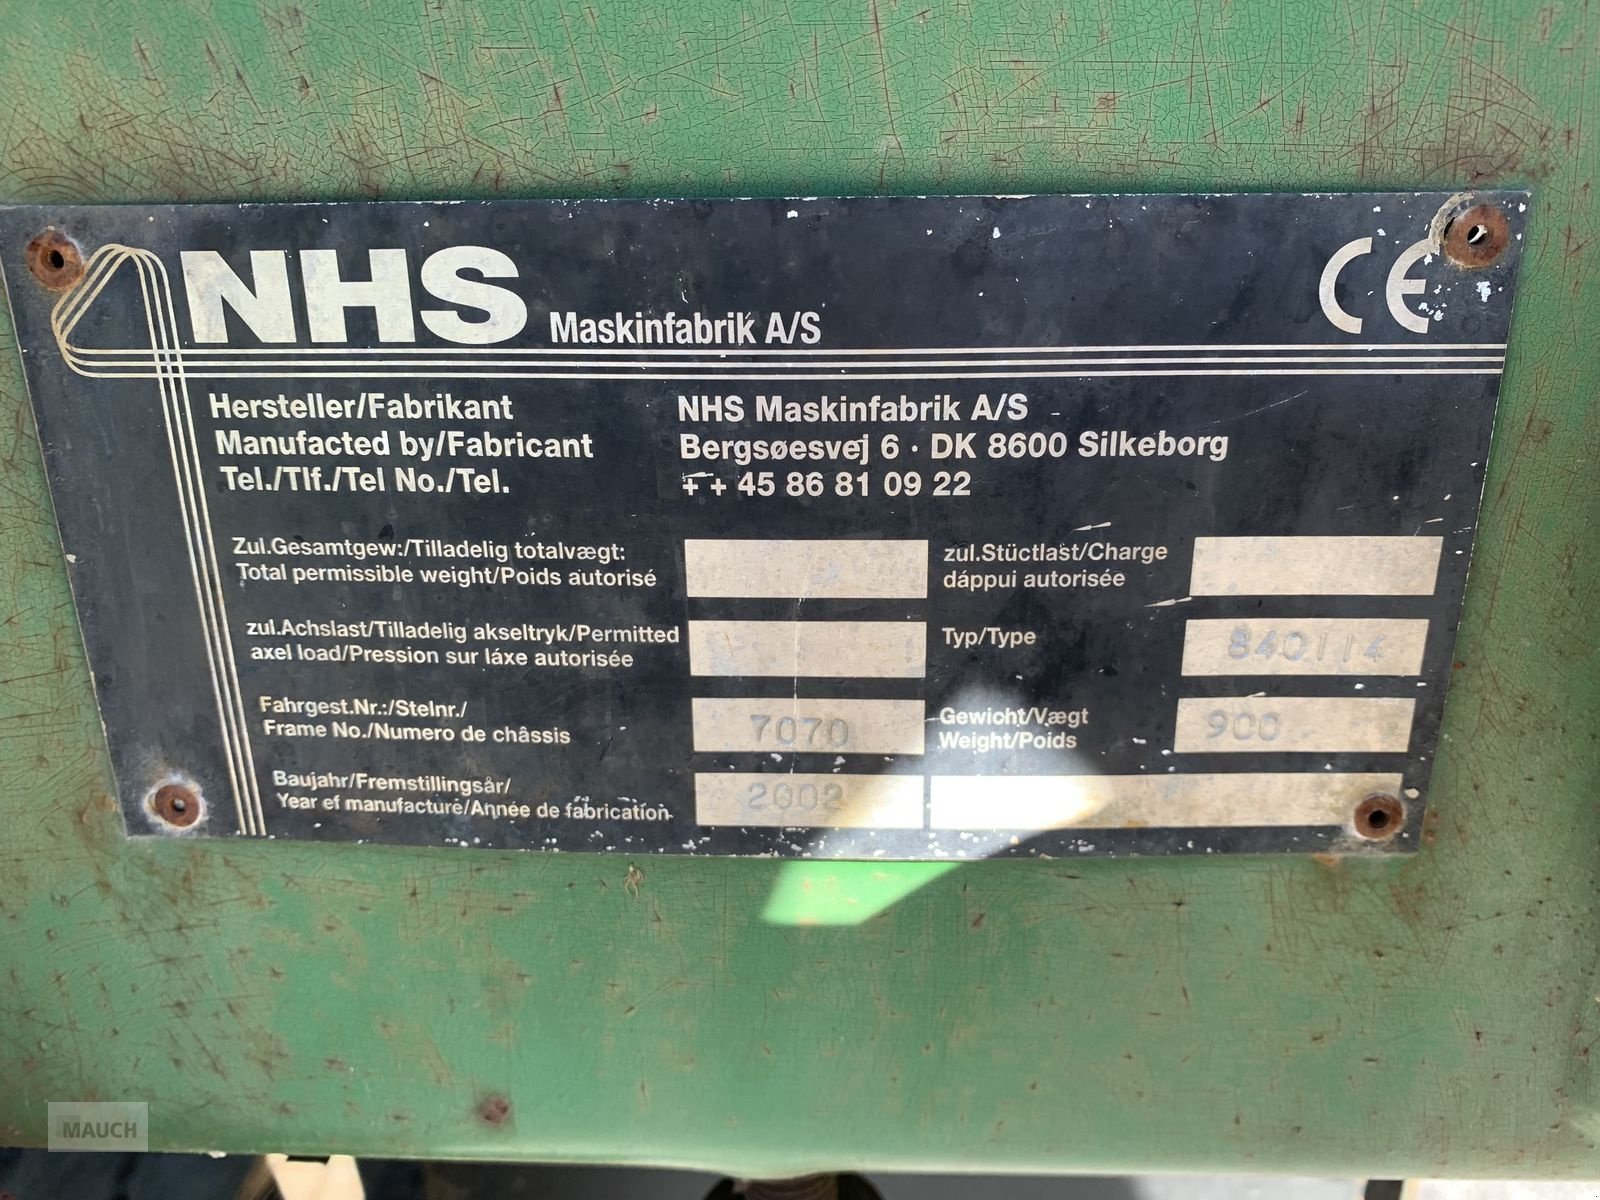 NHS Maskinfabrik A/S
CE
Hersteller/Fabrikant NHS Maskinfabrik A/S
Manufacted by/Fabricant Bergsøesvej 6 · DK 8600 Silkeborg
Tel./Tlf./Tel No./Tel. + + 45 86 81 09 22
Zul.Gesamtgew:/Tilladelig totalvægt:
Total permissible weight/Poids autorisé
zul.Stüctlast/Charge
dáppui autorisée
zul.Achslast/Tilladelig akseltryk/Permitted
axel load/Pression sur láxe autorisée
Typ/Type 840114
Fahrgest.Nr.:/Stelnr./
Frame No./Numero de châssis
7070
Gewicht/Vægt
Weight/Poids
900
Baujahr/Fremstillingsår/
Year ef manufacture/Année de fabrication
2002
MAUCH